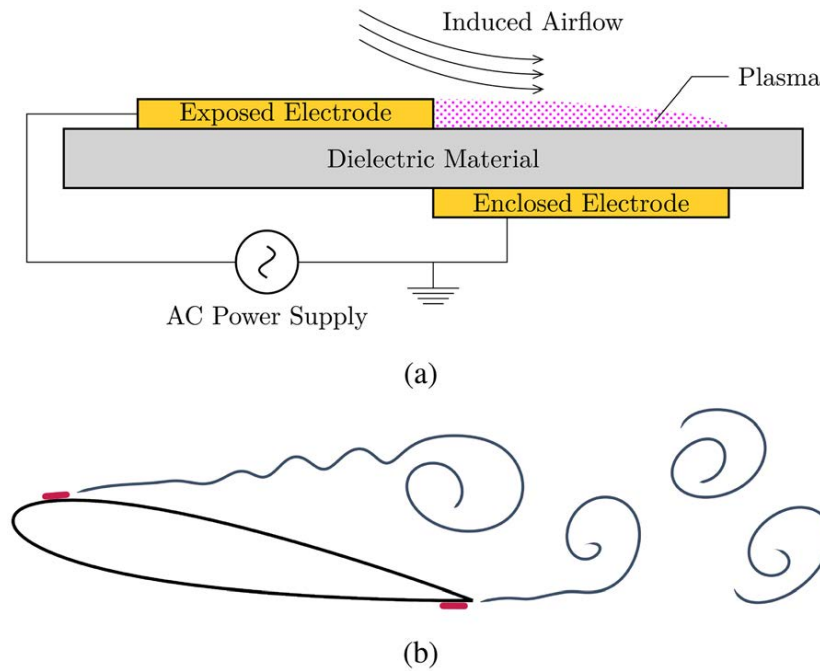 Induced Airflow
Plasma
Exposed Electrode
Dielectric Material
Enclosed Electrode
AC Power Supply
(a)
(b)